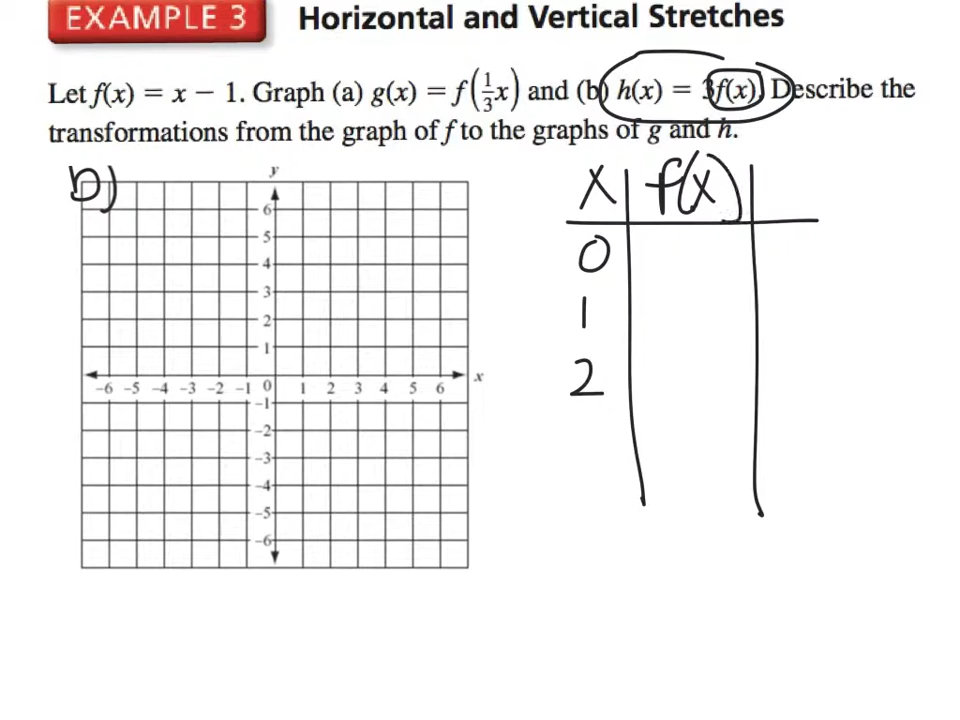 EXAMPLE 3 Horizontal and Vertical Stretches
Let f(x) = x − 1. Graph (a) g(x) = f(1/3 x) and (b) h(x) = 3f(x). Describe the
transformations from the graph of f to the graphs of g and h.
b)
y
6
5
4
3
2
1
-6 -5 -4 -3 -2 -1 0 1 2 3 4 5 6 x
-1
-2
-3
-4
-5
-6
x f(x)
0
1
2